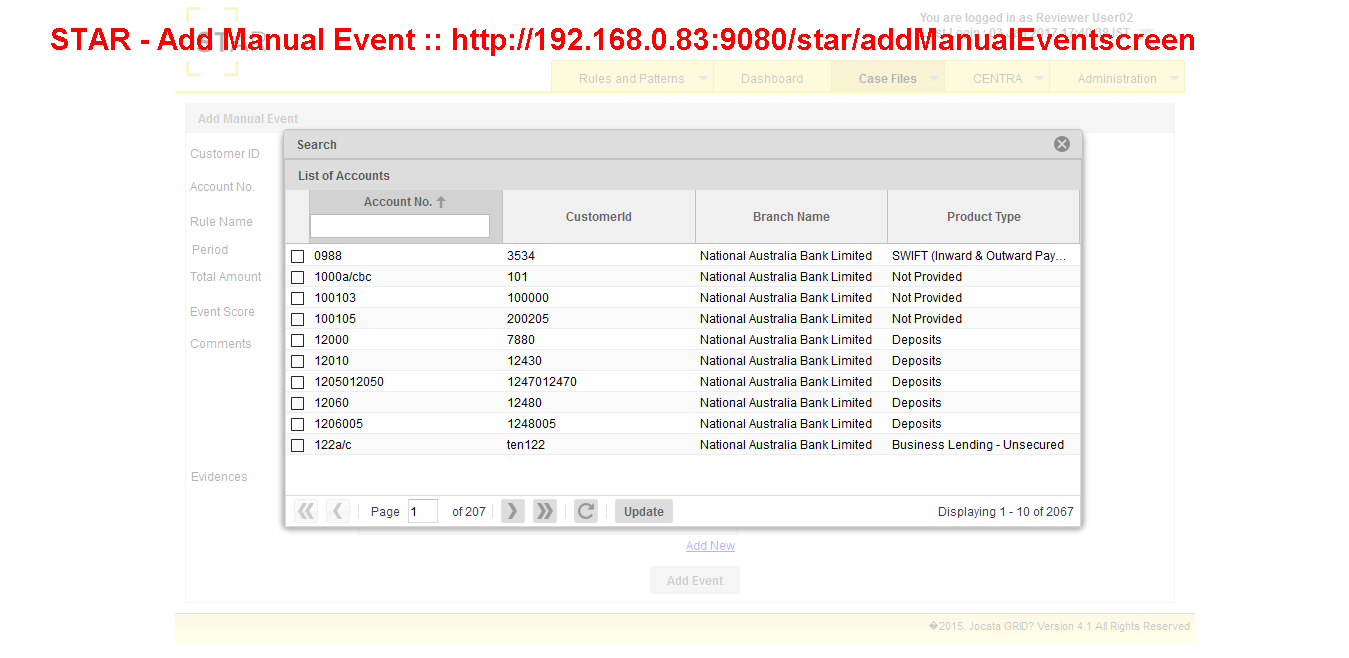 You are logged in as Reviewer User02
STAR - Add Manual Event :: http://192.168.0.83:9080/star/addManualEventscreen
STAR
Rules and Patterns Dashboard Case Files CENTRA Administration
Add Manual Event
Customer ID
Account No.
Rule Name
Period
Total Amount
Event Score
Comments
Evidences
Search
List of Accounts
Account No. CustomerId Branch Name Product Type
0988 3534 National Australia Bank Limited SWIFT (Inward & Outward Pay...
1000a/cbc 101 National Australia Bank Limited Not Provided
100103 100000 National Australia Bank Limited Not Provided
100105 200205 National Australia Bank Limited Not Provided
12000 7880 National Australia Bank Limited Deposits
12010 12430 National Australia Bank Limited Deposits
1205012050 1247012470 National Australia Bank Limited Deposits
12060 12480 National Australia Bank Limited Deposits
1206005 1248005 National Australia Bank Limited Deposits
122a/c ten122 National Australia Bank Limited Business Lending - Unsecured
Page 1 of 207 Update Displaying 1 - 10 of 2067
Add New
Add Event
�2015. Jocata GRID? Version 4.1 All Rights Reserved